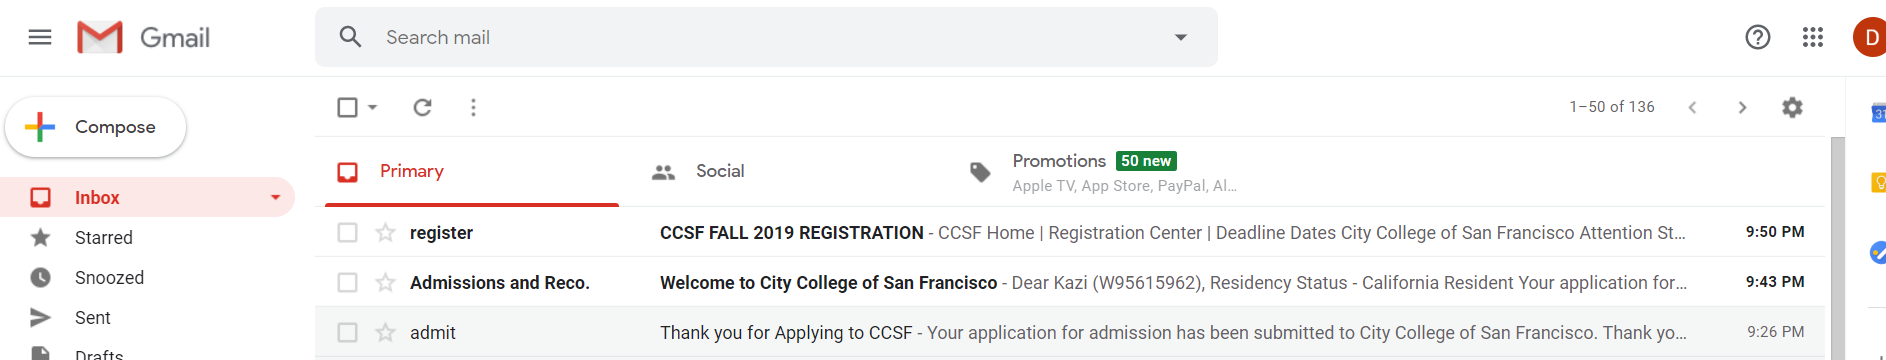 Gmail
Search mail
D
Compose
1–50 of 136
31
Primary
Social
Promotions 50 new
Apple TV, App Store, PayPal, Al...
Inbox
Starred
Snoozed
Sent
Drafts
register CCSF FALL 2019 REGISTRATION - CCSF Home | Registration Center | Deadline Dates City College of San Francisco Attention St... 9:50 PM
Admissions and Reco. Welcome to City College of San Francisco - Dear Kazi (W95615962), Residency Status - California Resident Your application for... 9:43 PM
admit Thank you for Applying to CCSF - Your application for admission has been submitted to City College of San Francisco. Thank yo... 9:26 PM